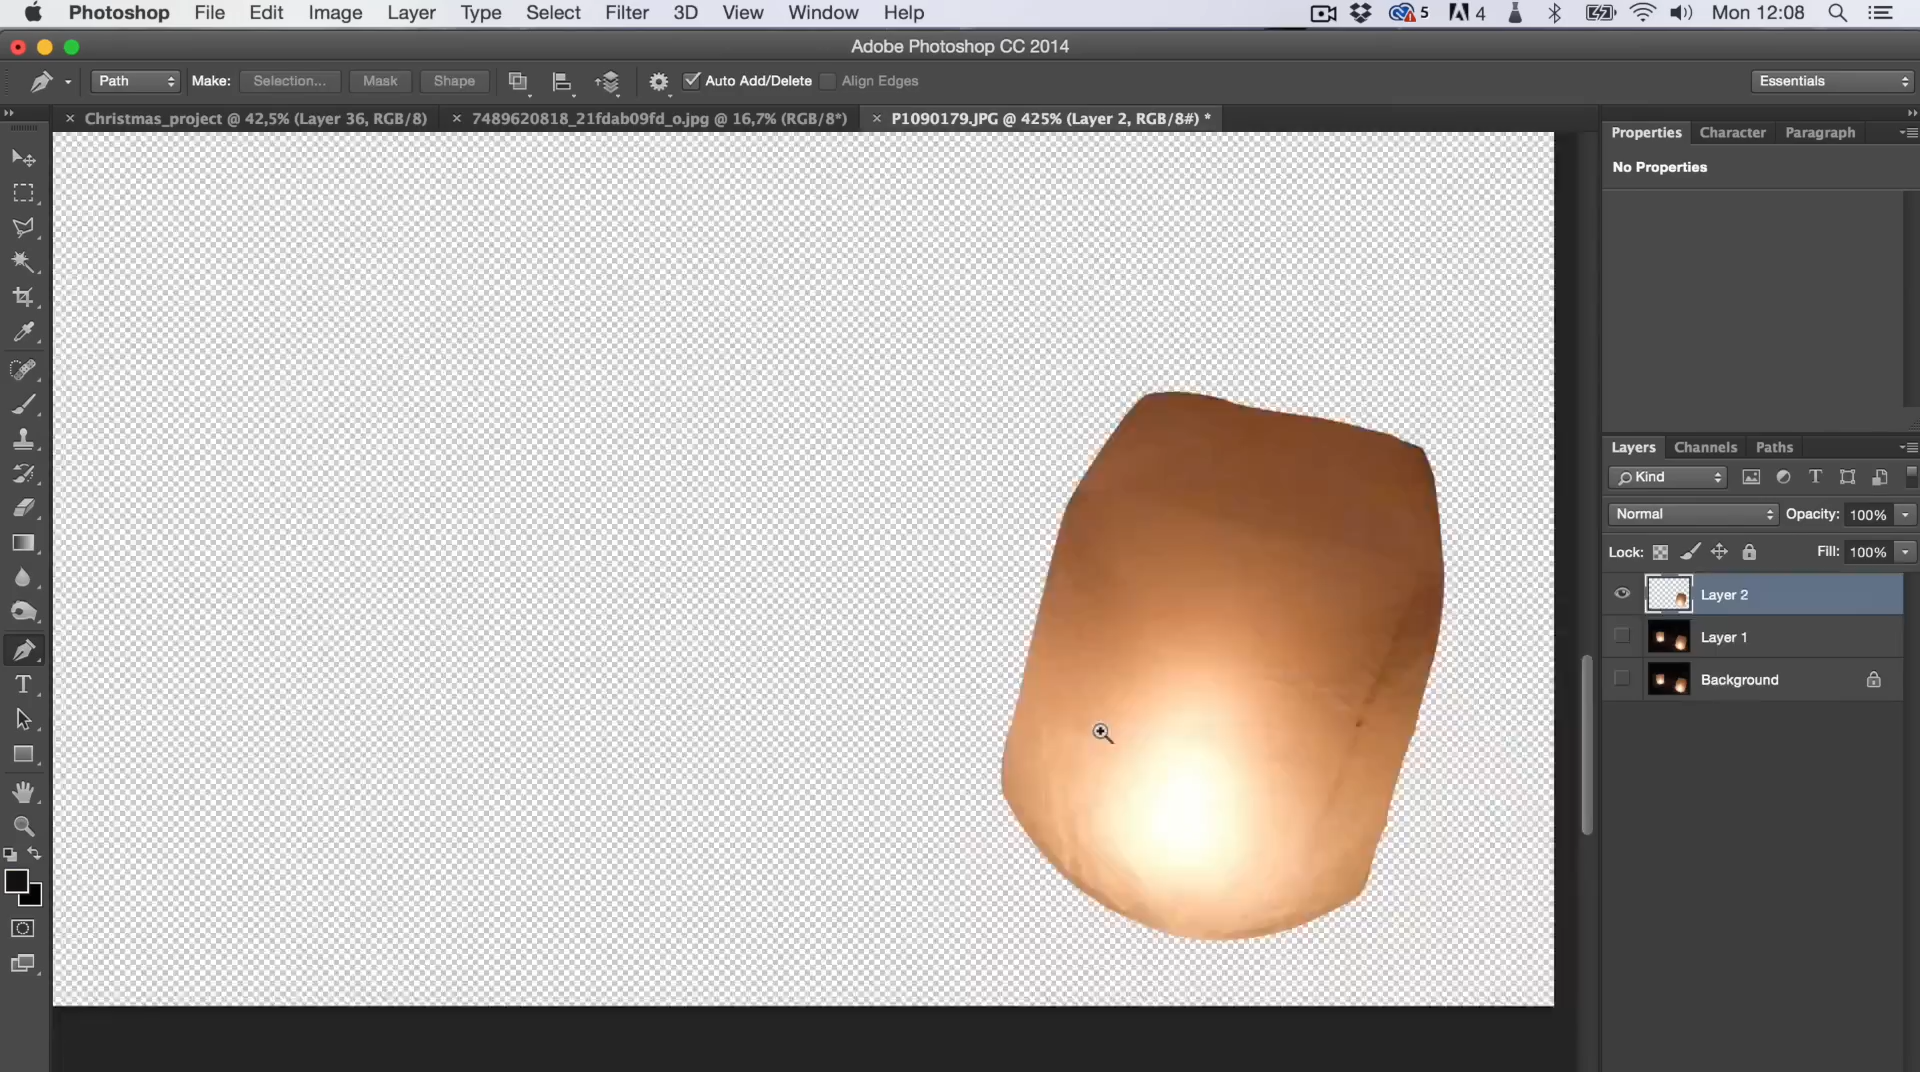 Photoshop File Edit Image Layer Type Select Filter 3D View Window Help 5 4 Mon 12:08
Adobe Photoshop CC 2014
Path Make: Selection... Mask Shape Auto Add/Delete Align Edges Essentials
Christmas_project @ 42,5% (Layer 36, RGB/8) 7489620818_21fdab09fd_o.jpg @ 16,7% (RGB/8*) P1090179.JPG @ 425% (Layer 2, RGB/8#) *
Properties Character Paragraph
No Properties
Layers Channels Paths
Kind
Normal Opacity: 100%
Lock: Fill: 100%
Layer 2
Layer 1
Background